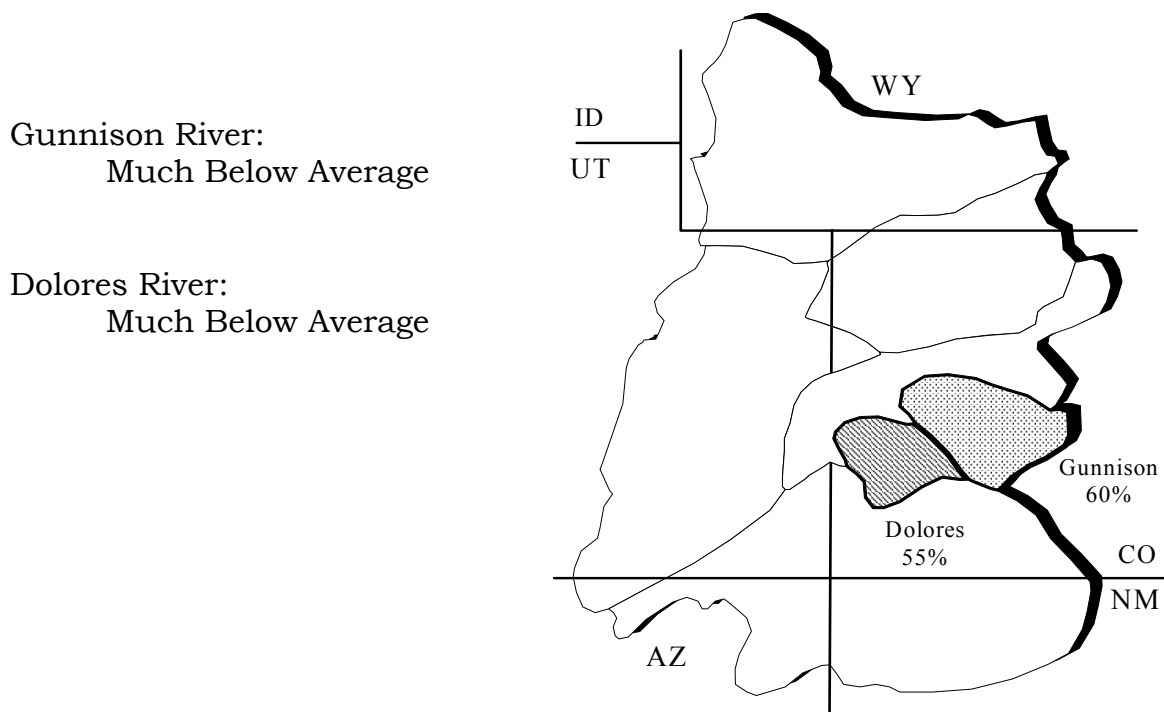 Gunnison River:
Much Below Average
Dolores River:
Much Below Average
WY
ID
UT
Gunnison
60%
Dolores
55%
CO
NM
AZ